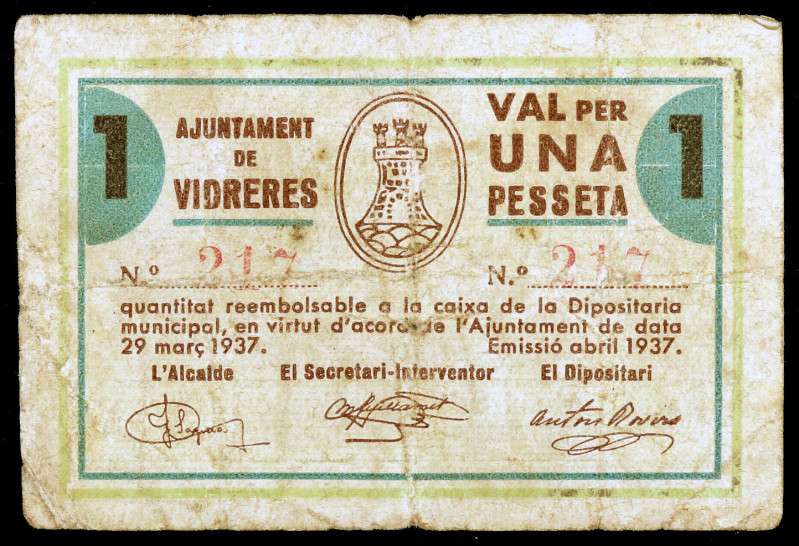 1
AJUNTAMENT
DE
VIDRERES
VAL PER
UNA
PESSETA
1
N.º 217
N.º 217
quantitat reembolsable a la caixa de la Dipositaria
municipal, en virtut d'acord de l'Ajuntament de data
29 març 1937. Emissió abril 1937.
L'Alcalde El Secretari-Interventor El Dipositari
Anton Rovira